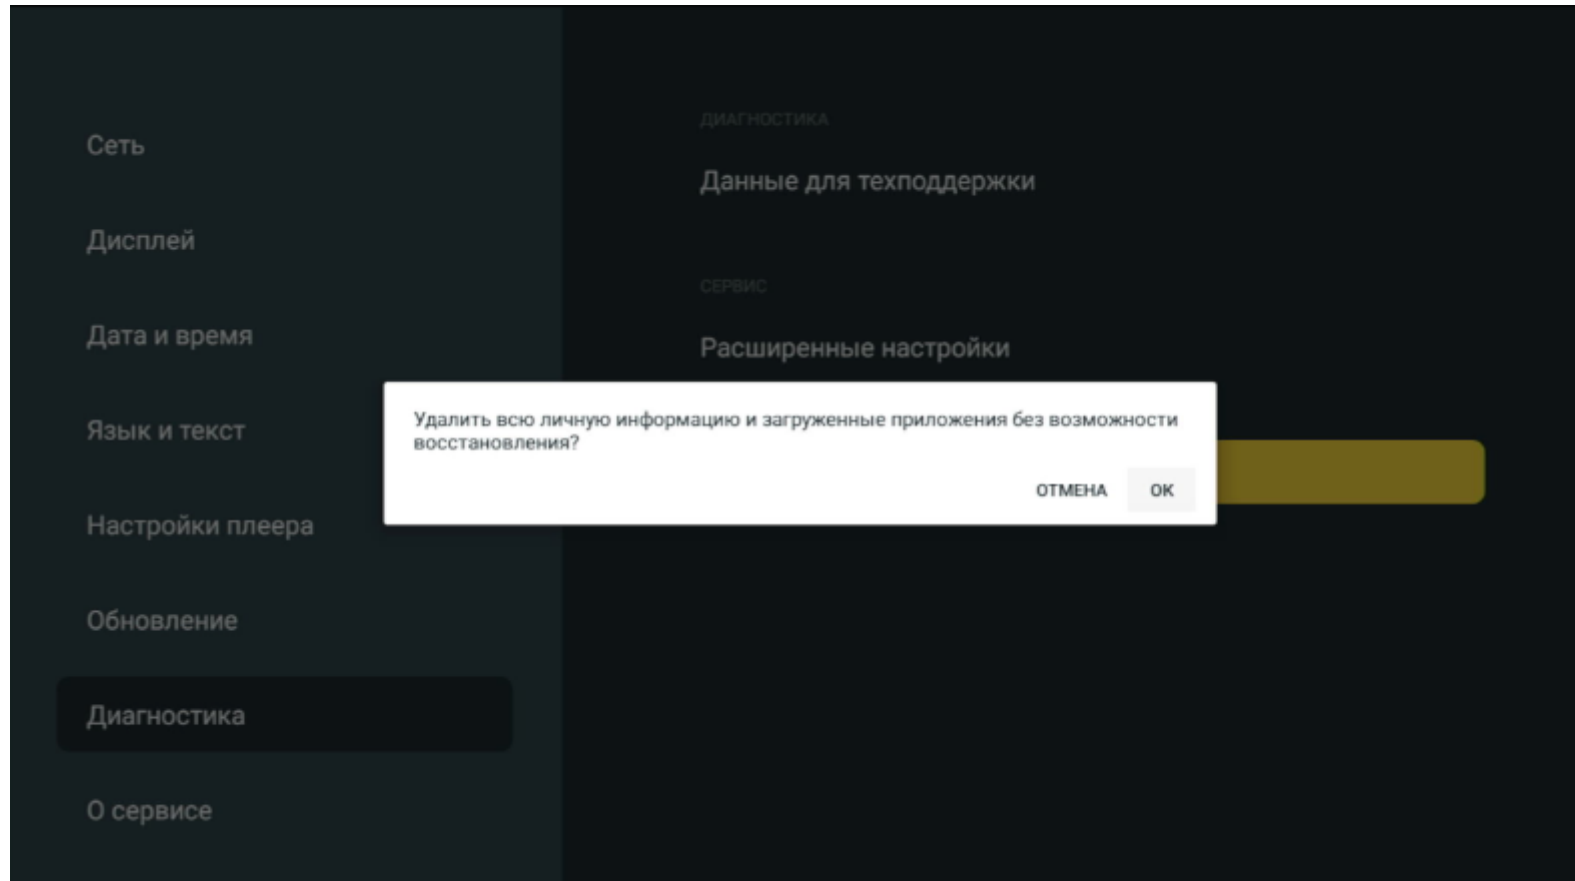 Сеть
Дисплей
Дата и время
Язык и текст
Настройки плеера
Обновление
Диагностика
О сервисе
ДИАГНОСТИКА
Данные для техподдержки
СЕРВИС
Расширенные настройки
Удалить всю личную информацию и загруженные приложения без возможности
восстановления?
ОТМЕНА
ОК